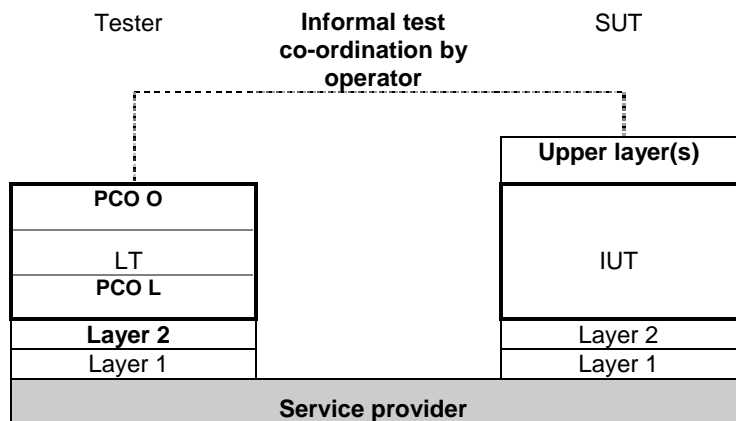 Tester
Informal test
co-ordination by
operator
SUT
Upper layer(s)
PCO O
LT
PCO L
IUT
Layer 2
Layer 1
Layer 2
Layer 1
Service provider